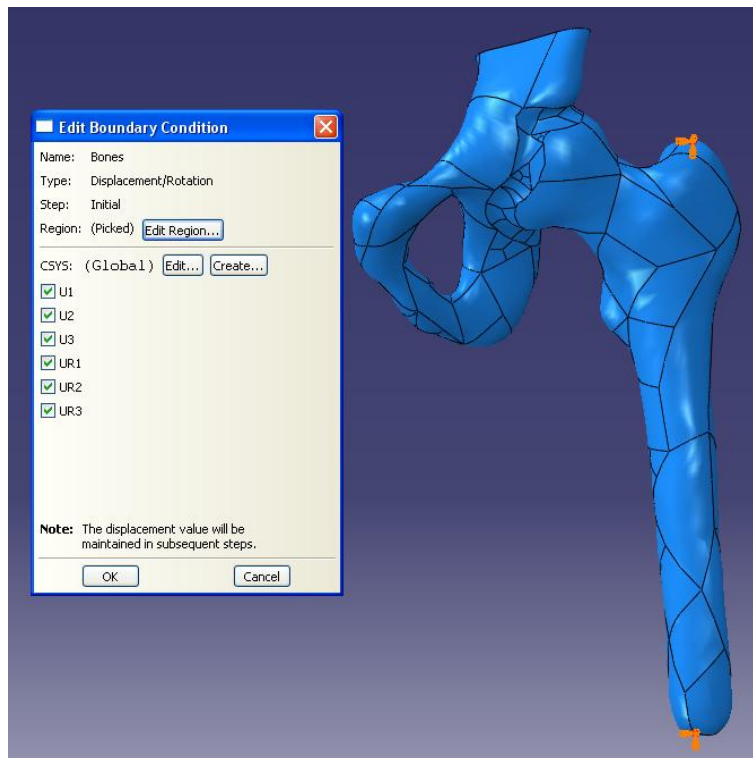 Edit Boundary Condition
Name: Bones
Type: Displacement/Rotation
Step: Initial
Region: (Picked) Edit Region...
CSYS: (Global) Edit... Create...
U1
U2
U3
UR1
UR2
UR3
Note: The displacement value will be
maintained in subsequent steps.
OK Cancel